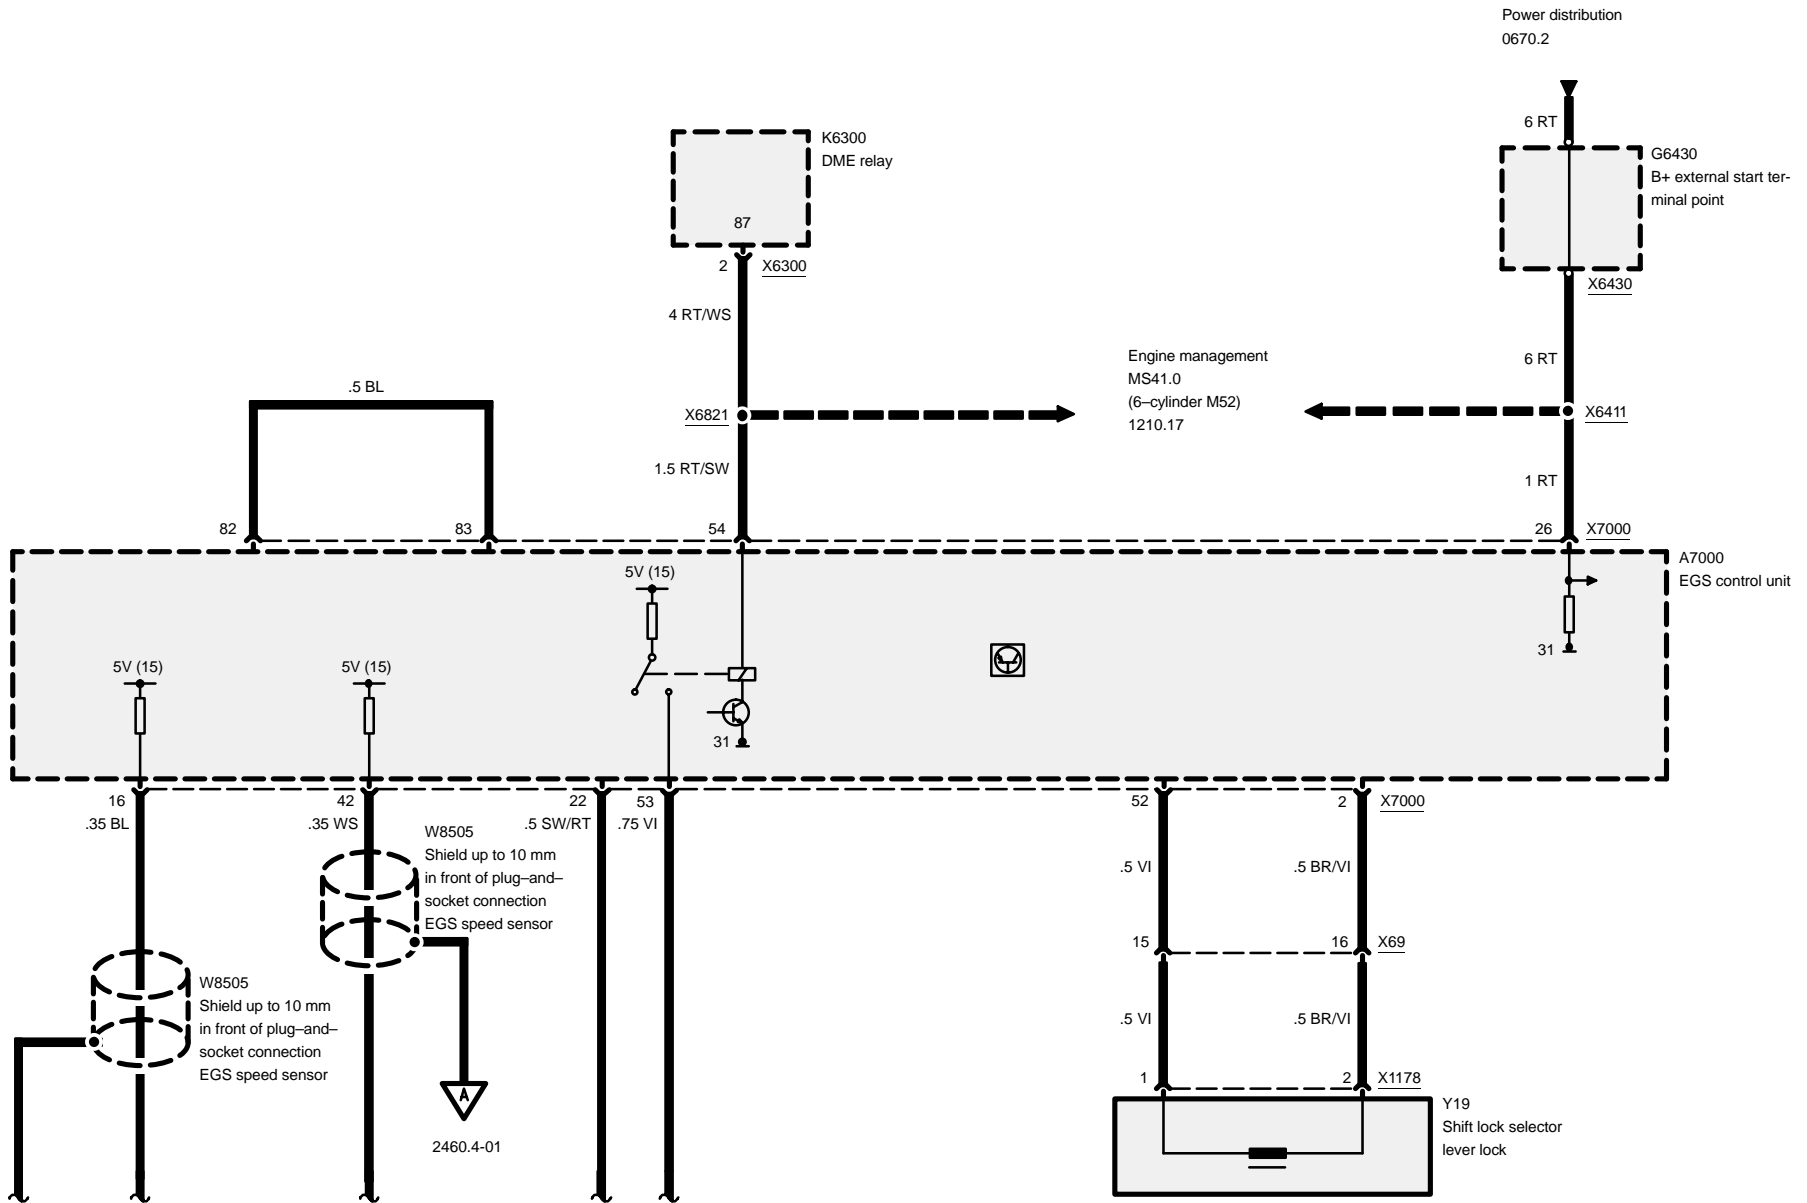 Power distribution
0670.2
6 RT
K6300
DME relay
87
2
X6300
G6430
B+ external start ter-
minal point
X6430
4 RT/WS
6 RT
Engine management
MS41.0
(6–cylinder M52)
1210.17
.5 BL
X6821
X6411
1.5 RT/SW
1 RT
82
83
54
26
X7000
A7000
EGS control unit
5V (15)
31
5V (15)
5V (15)
31
16
42
22
53
52
2
X7000
.35 BL
.35 WS
.5 SW/RT
.75 VI
W8505
Shield up to 10 mm
in front of plug–and–
socket connection
EGS speed sensor
.5 VI
.5 BR/VI
15
16
X69
W8505
Shield up to 10 mm
in front of plug–and–
socket connection
EGS speed sensor
.5 VI
.5 BR/VI
1
2
X1178
A
2460.4-01
Y19
Shift lock selector
lever lock